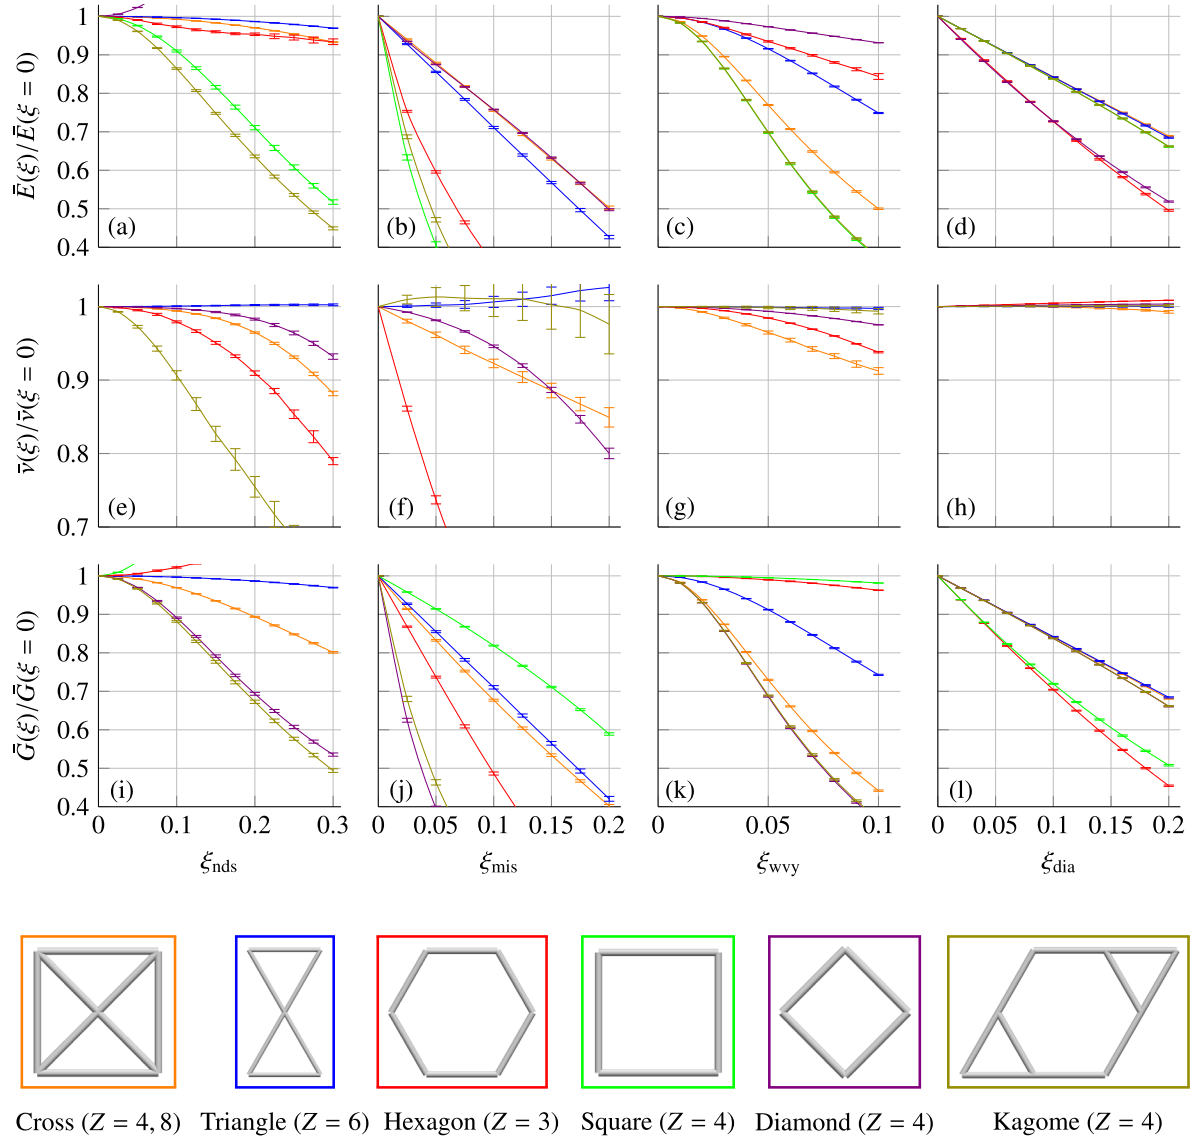 Ē(ξ)/Ē(ξ = 0)
1
0.9
0.8
0.7
0.6
0.5
0.4
(a)
(b)
(c)
(d)
ν̄(ξ)/ν̄(ξ = 0)
1
0.9
0.8
0.7
(e)
(f)
(g)
(h)
Ḡ(ξ)/Ḡ(ξ = 0)
1
0.9
0.8
0.7
0.6
0.5
0.4
(i)
(j)
(k)
(l)
0 0.1 0.2 0.3
0 0.05 0.1 0.15 0.2
0 0.05 0.1
0 0.05 0.1 0.15 0.2
ξnds
ξmis
ξwvy
ξdia
Cross (Z = 4, 8)
Triangle (Z = 6)
Hexagon (Z = 3)
Square (Z = 4)
Diamond (Z = 4)
Kagome (Z = 4)